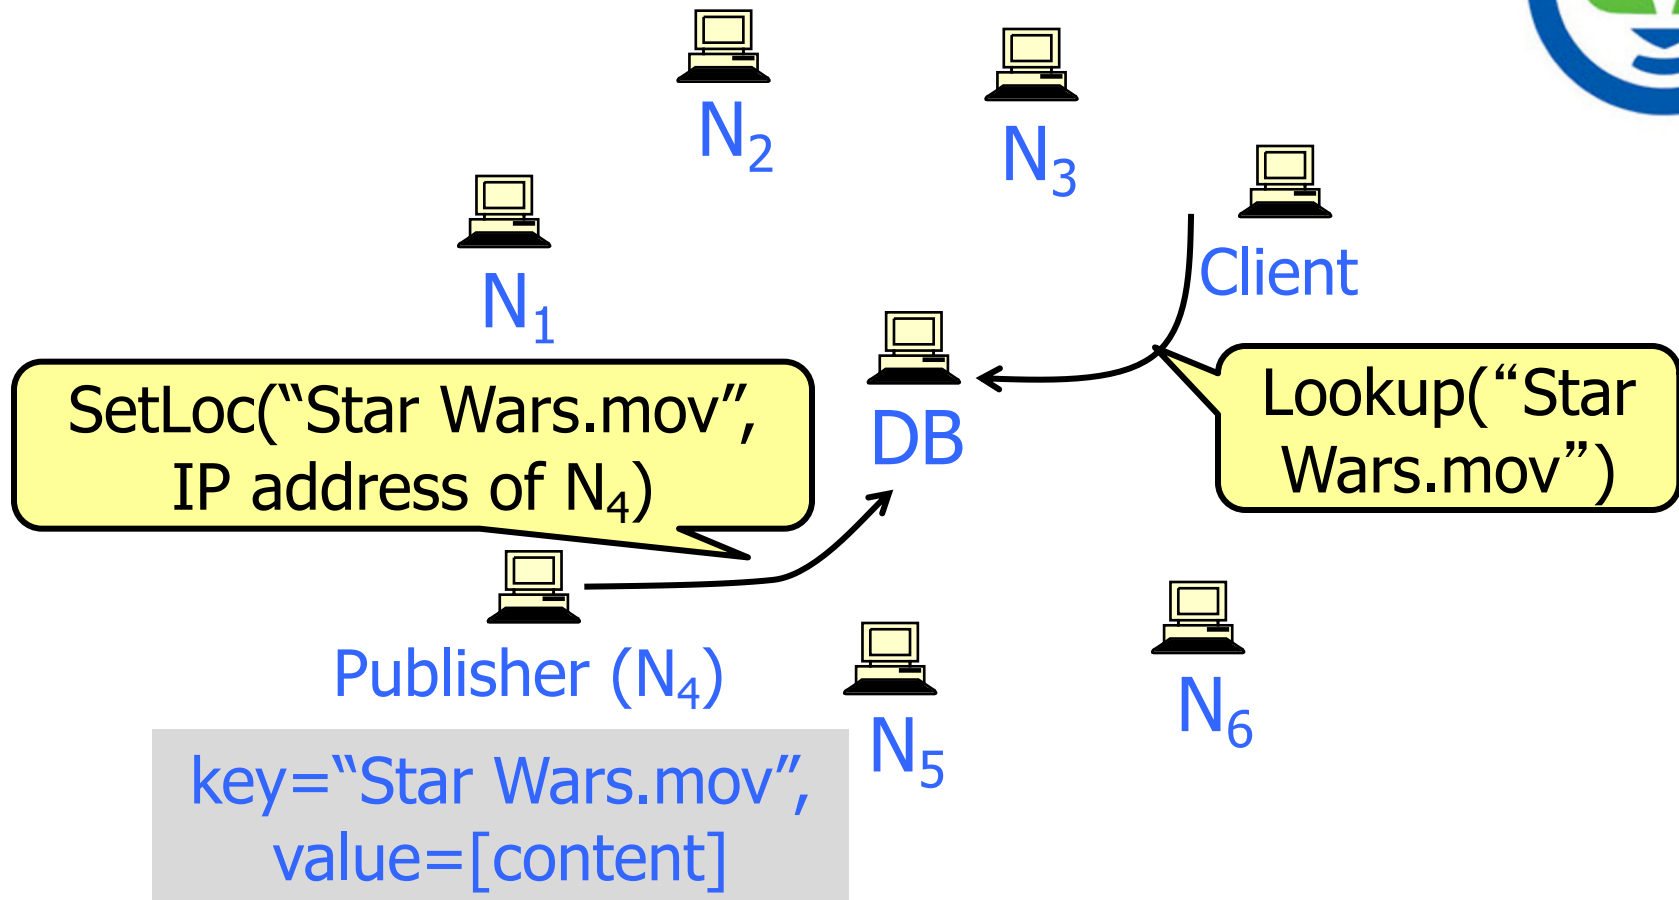 N₂
N₃
N₁
Client
SetLoc(“Star Wars.mov”,
IP address of N₄)
DB
Lookup(“Star
Wars.mov”)
Publisher (N₄)
N₅
N₆
key=“Star Wars.mov”,
value=[content]